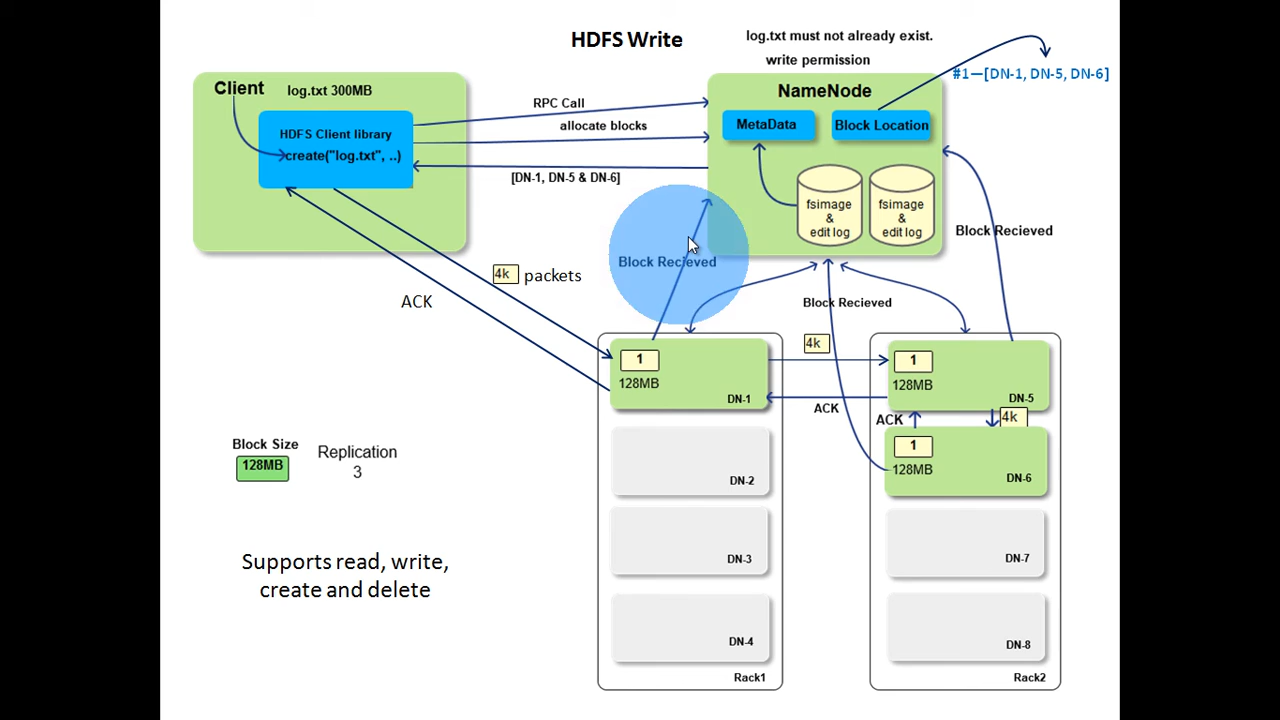 HDFS Write
log.txt must not already exist.
write permission
#1—[DN-1, DN-5, DN-6]
Client
log.txt 300MB
HDFS Client library
create("log.txt", ..)
RPC Call
allocate blocks
[DN-1, DN-5 & DN-6]
NameNode
MetaData
Block Location
fsimage
&
edit log
fsimage
&
edit log
Block Recieved
Block Recieved
Block Recieved
4k packets
ACK
1
128MB
DN-1
4k
ACK
1
128MB
DN-5
ACK
4k
1
128MB
DN-6
DN-2
DN-3
DN-4
Rack1
DN-7
DN-8
Rack2
Block Size
128MB
Replication
3
Supports read, write,
create and delete